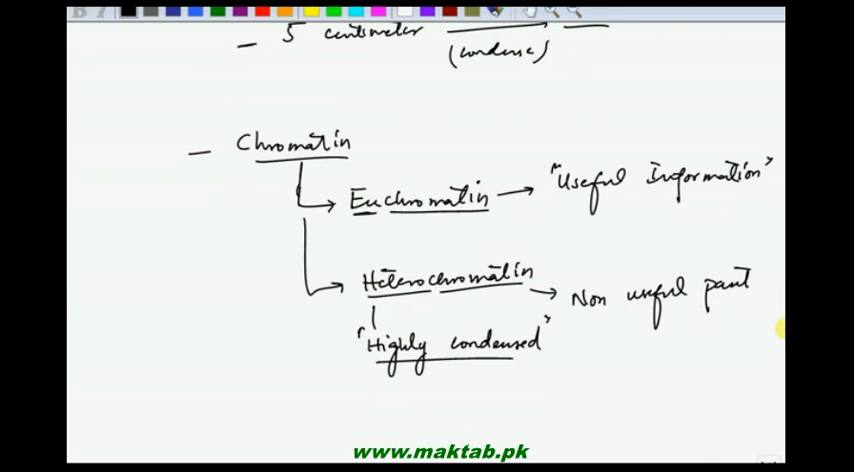 – 5 centimeter (condense)
– Chromatin
Euchromatin → "Useful Information"
Heterochromatin → Non useful part
"Highly condensed"
www.maktab.pk